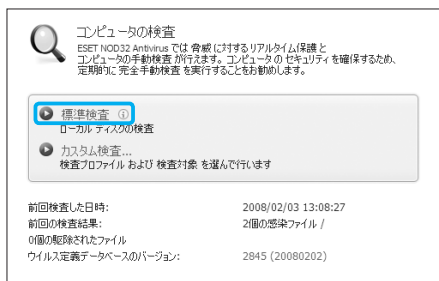 コンピュータの検査
ESET NOD32 Antivirus では 脅威 に対するリアルタイム保護 と
コンピュータの手動検査 が行えます。コンピュータの セキュリティ を確保するため、
定期的に 完全手動検査 を実行することをお勧めします。
標準検査
ローカル ディスクの検査
カスタム検査...
検査プロファイル および 検査対象 を選んで行います
前回検査した日時: 2008/02/03 13:08:27
前回の検査結果: 2個の感染ファイル /
0個の駆除されたファイル
ウイルス定義データベースのバージョン: 2845 (20080202)